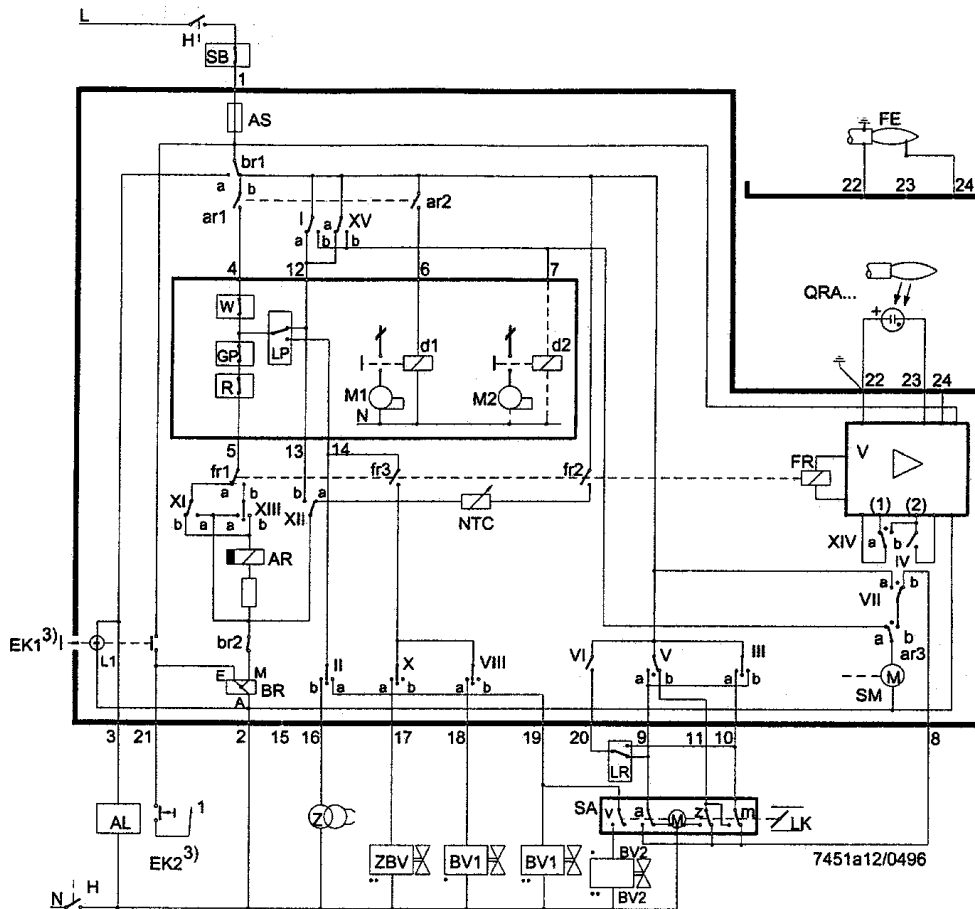 L
H
SB
1
AS
FE
br1
22 23 24
a b
ar1
ar2
I a XV
a b b
4 12 6 7
QRA...
+
W
GP
LP
R
d1
d2
M1
M2
N
22 23 24
V
5 13 14
fr1
fr3
fr2
FR
a b
b a
XI
XIII
XII
b a a b
NTC
(1) (2)
XIV
a b
IV
AR
a b
VII
a b
ar3
EK1 3)
L1
br2
E M
BR
A
II
X
VIII
VI
V
III
b a
a b
a b
a b
a b
M
SM
3 21 2 15 16 17 18 19 20 9 11 10 8
LR
SA
v a M z m
LK
AL
1
EK2 3)
Z
ZBV
BV1
BV1
BV2
BV2
7451a12/0496
N H